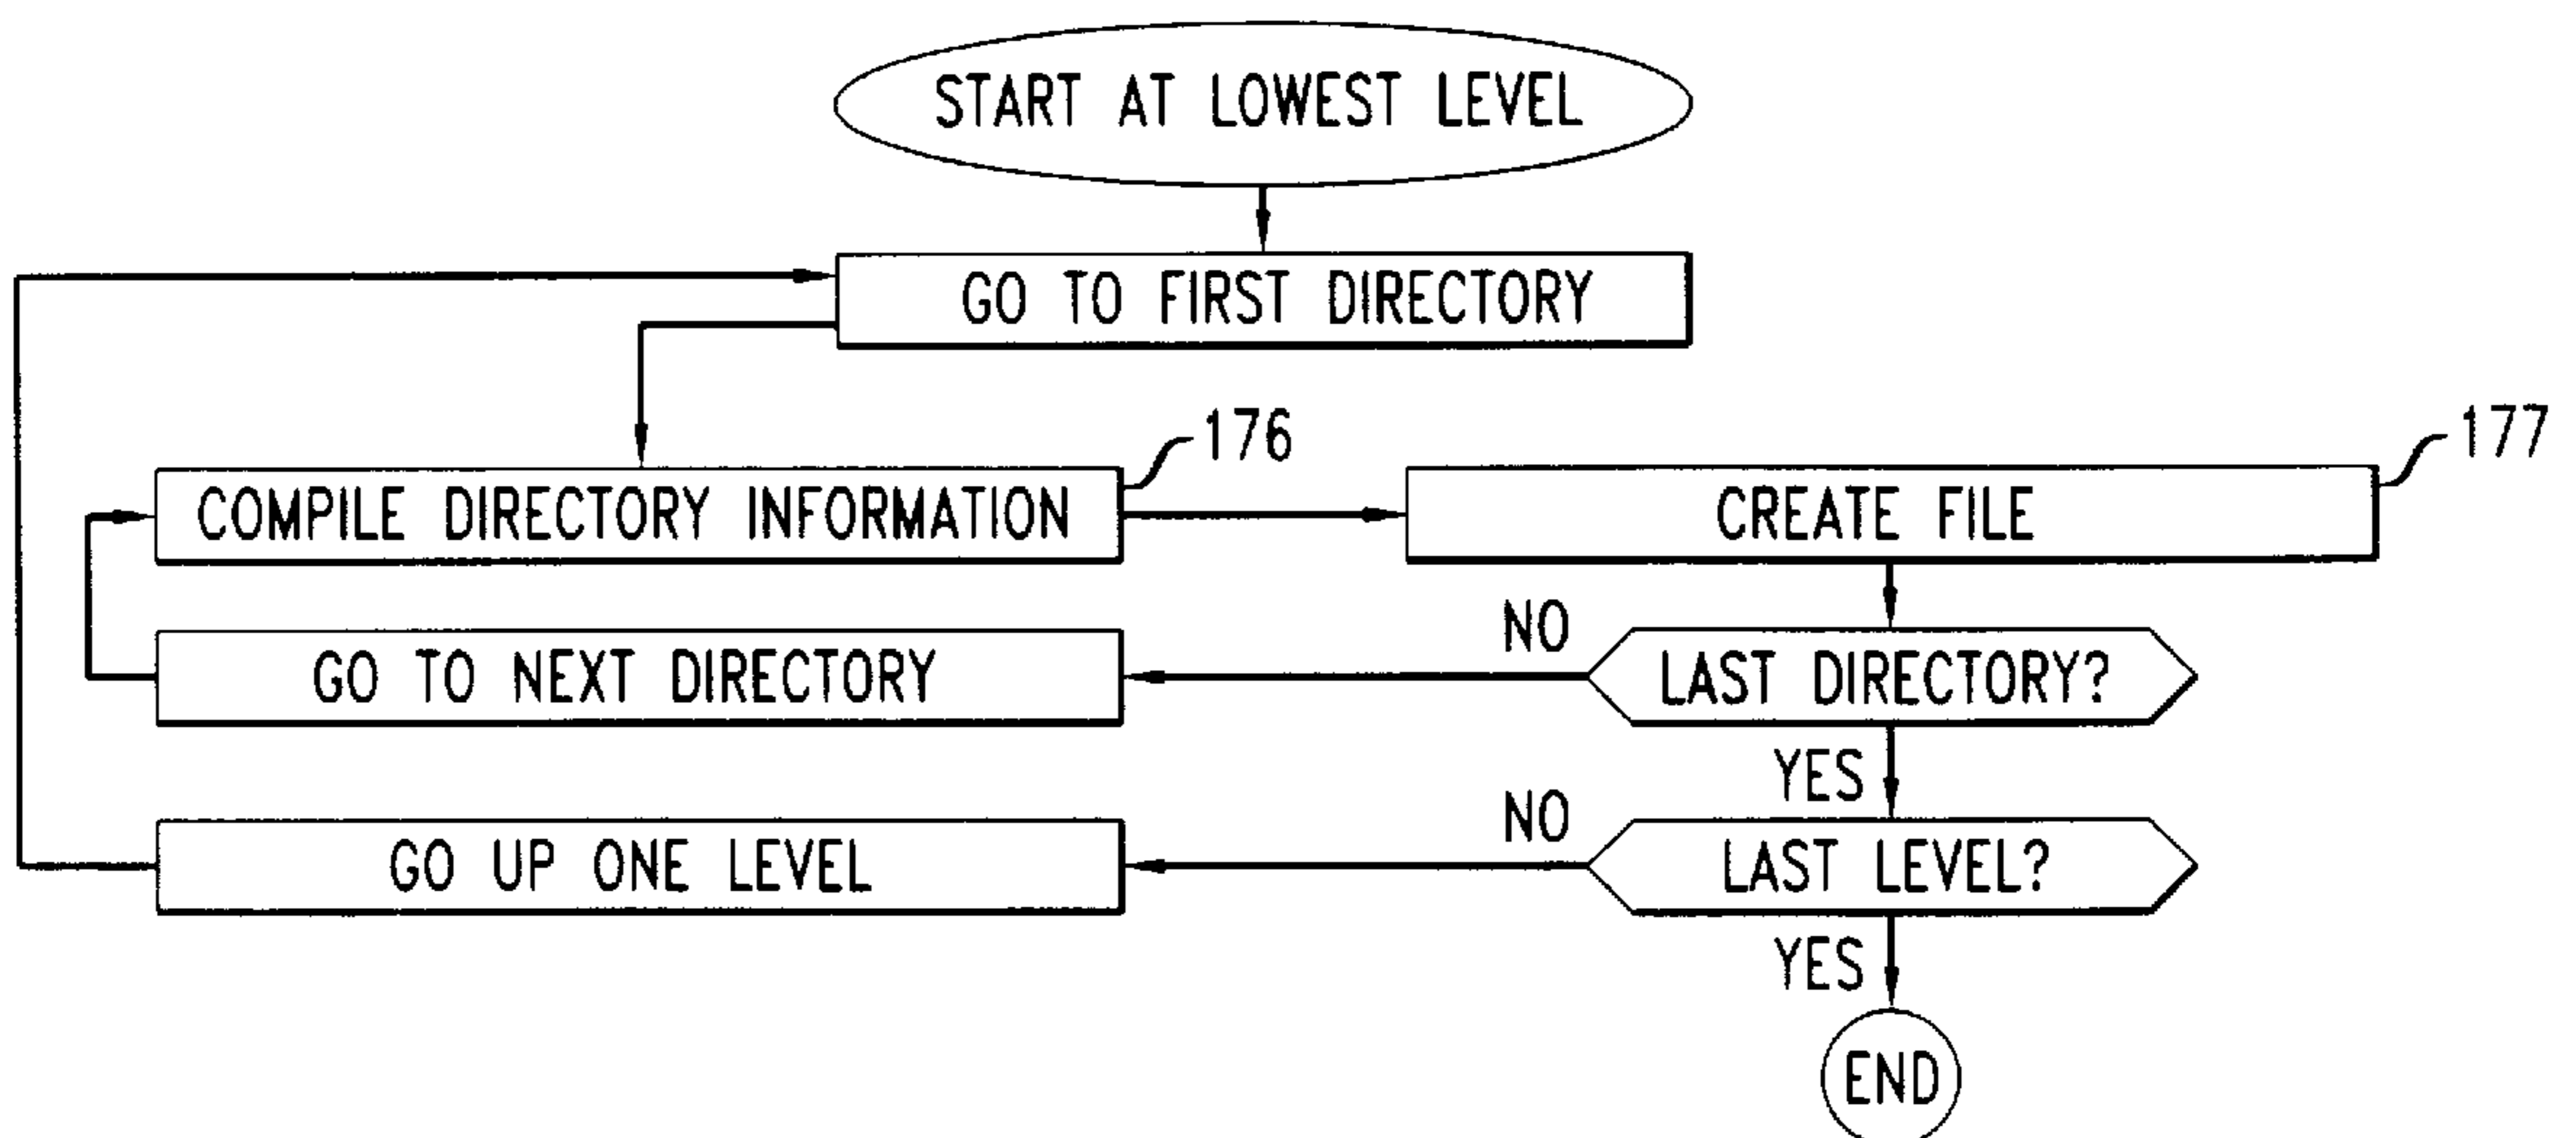 START AT LOWEST LEVEL
GO TO FIRST DIRECTORY
176
177
COMPILE DIRECTORY INFORMATION
CREATE FILE
NO
GO TO NEXT DIRECTORY
LAST DIRECTORY?
YES
NO
GO UP ONE LEVEL
LAST LEVEL?
YES
END